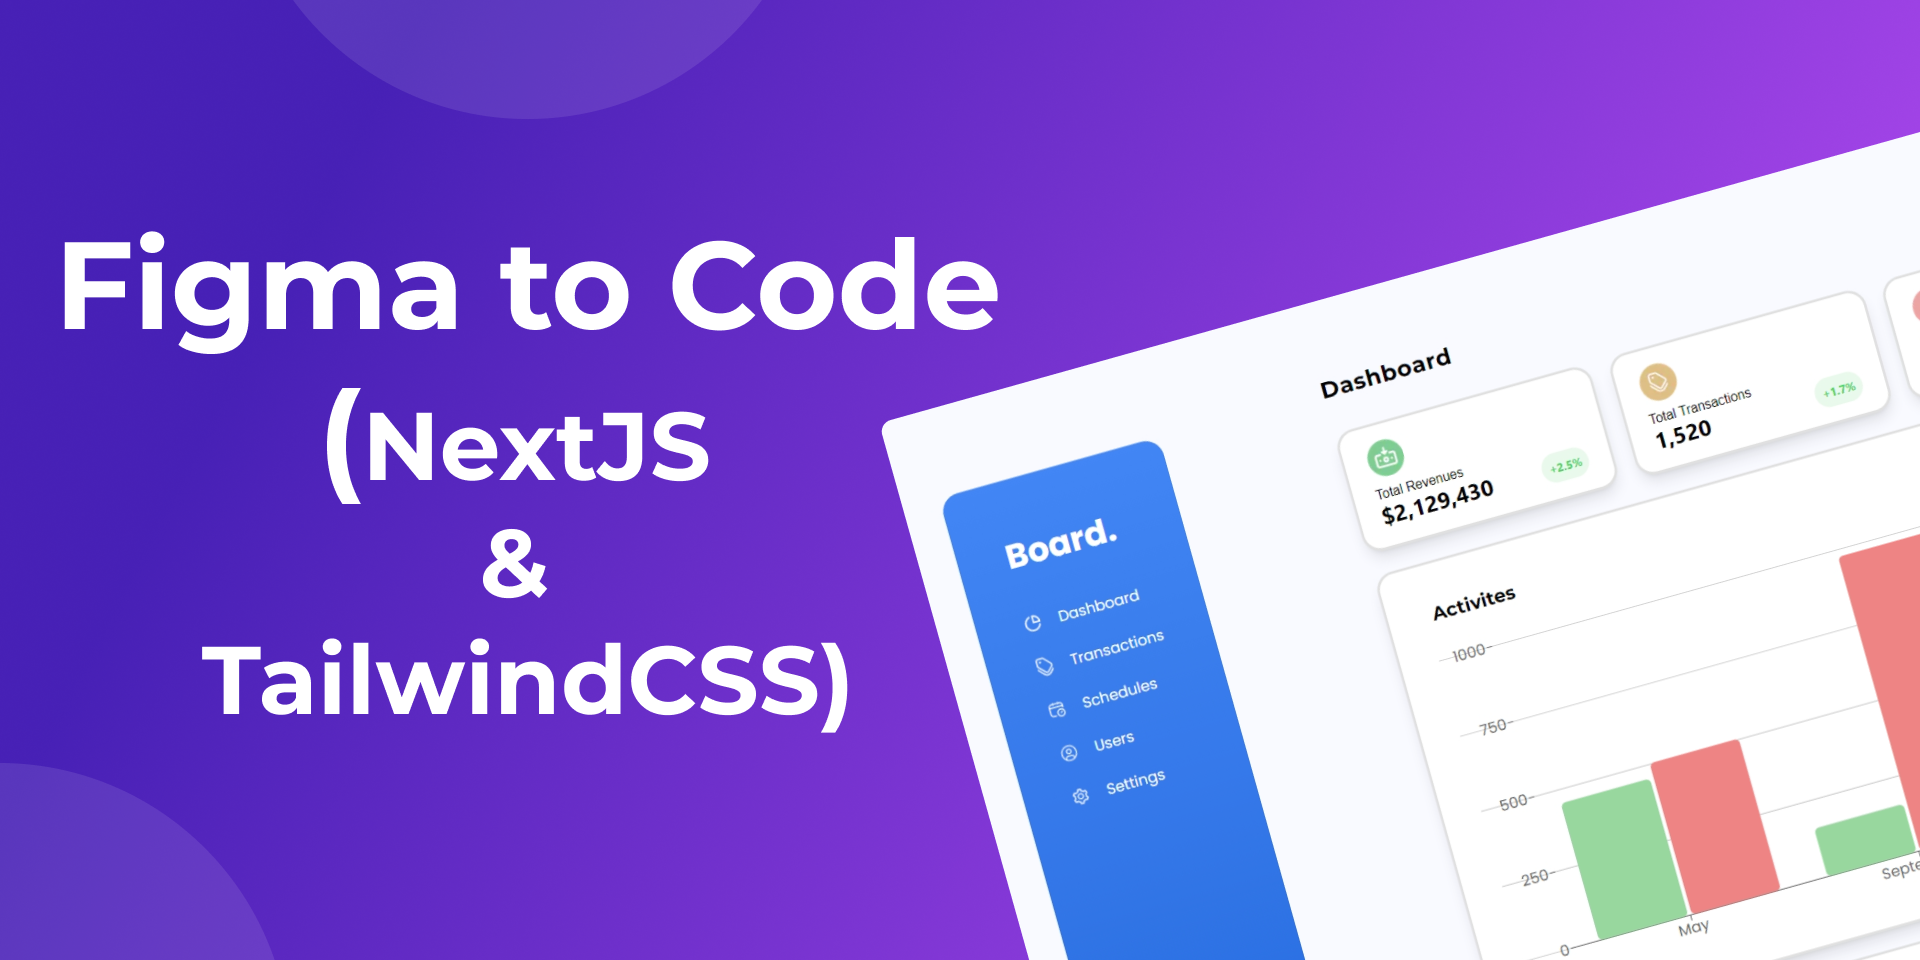 Figma to Code
(NextJS
&
TailwindCSS)
Board.
Dashboard
Transactions
Schedules
Users
Settings
Dashboard
Total Revenues
$2,129,430
+2.5%
Total Transactions
1,520
+1.7%
Activites
1000
750
500
250
0
May